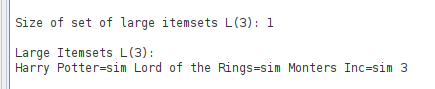 Size of set of large itemsets L(3): 1
Large Itemsets L(3):
Harry Potter=sim Lord of the Rings=sim Monters Inc=sim 3